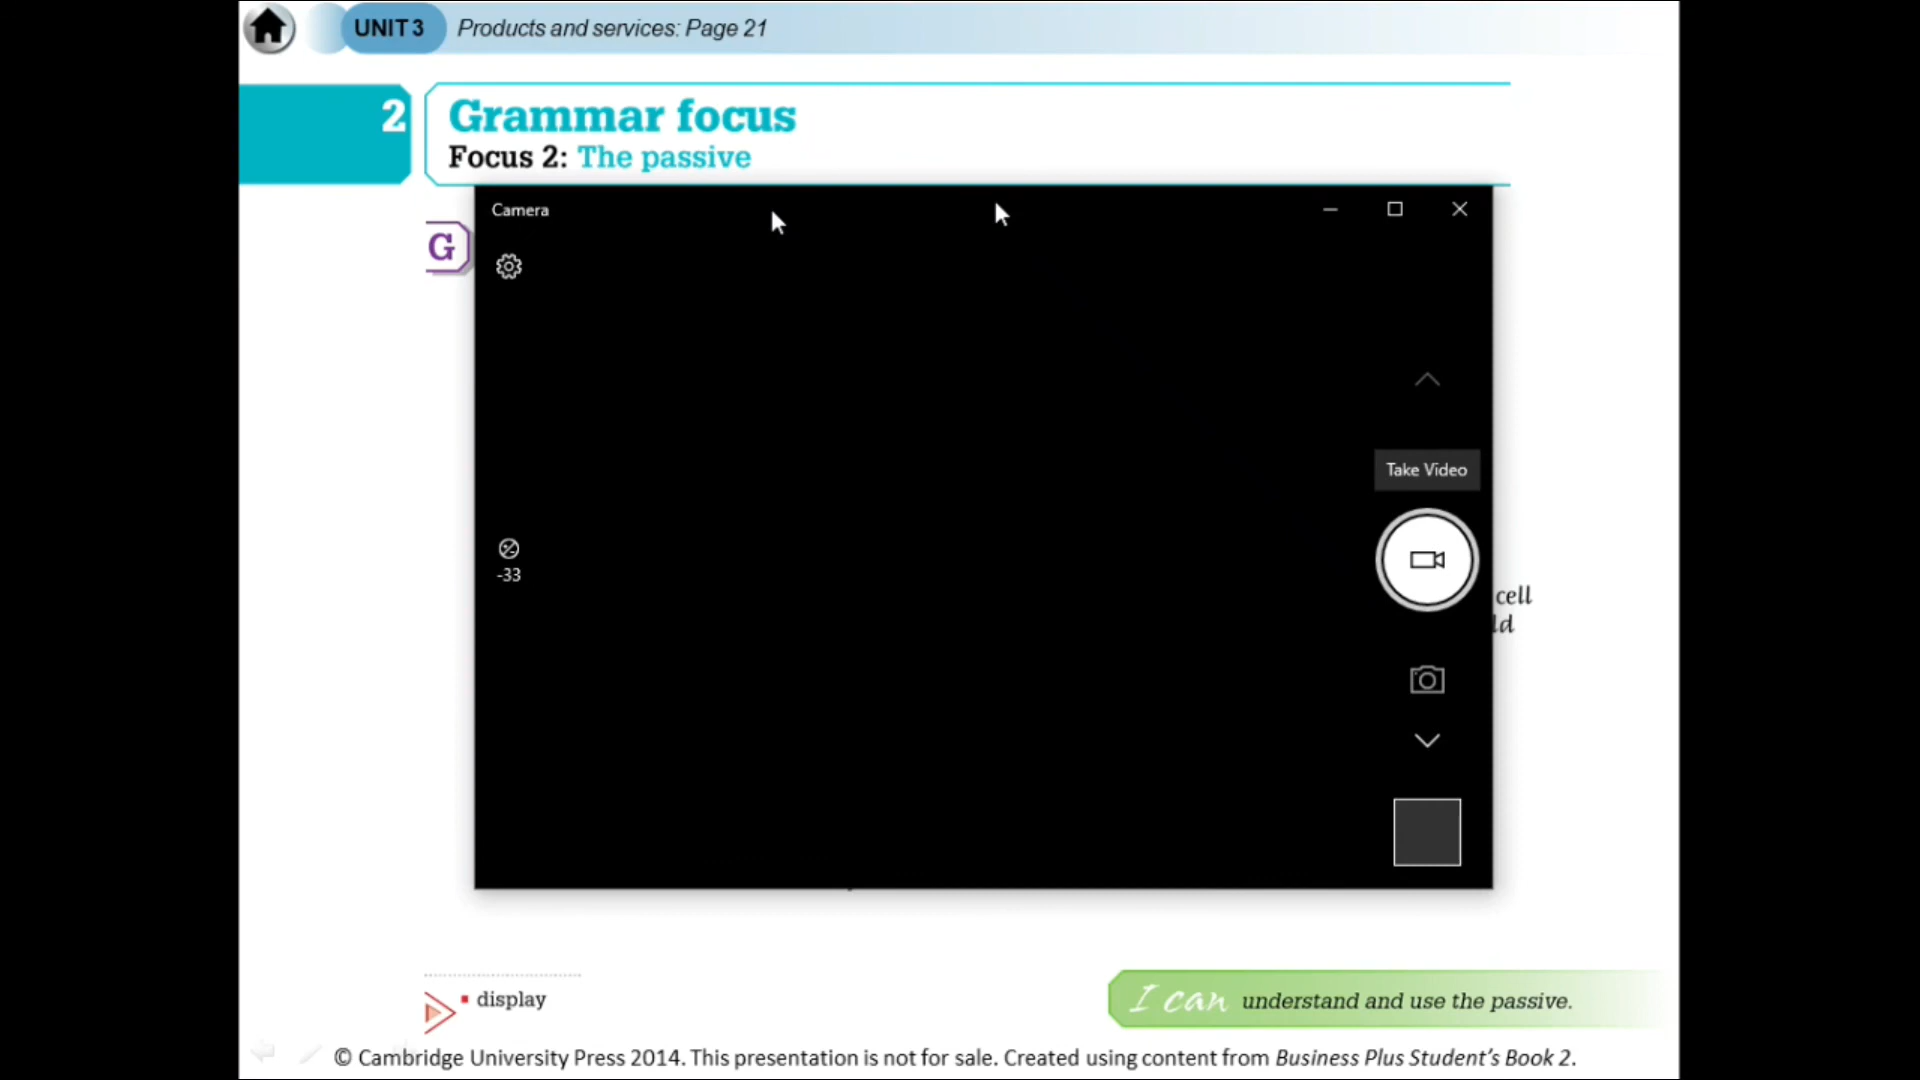 UNIT 3 Products and services: Page 21
2 Grammar focus
Focus 2: The passive
Camera
G
Take Video
-33
cell
ld
display
I can understand and use the passive.
© Cambridge University Press 2014. This presentation is not for sale. Created using content from Business Plus Student's Book 2.